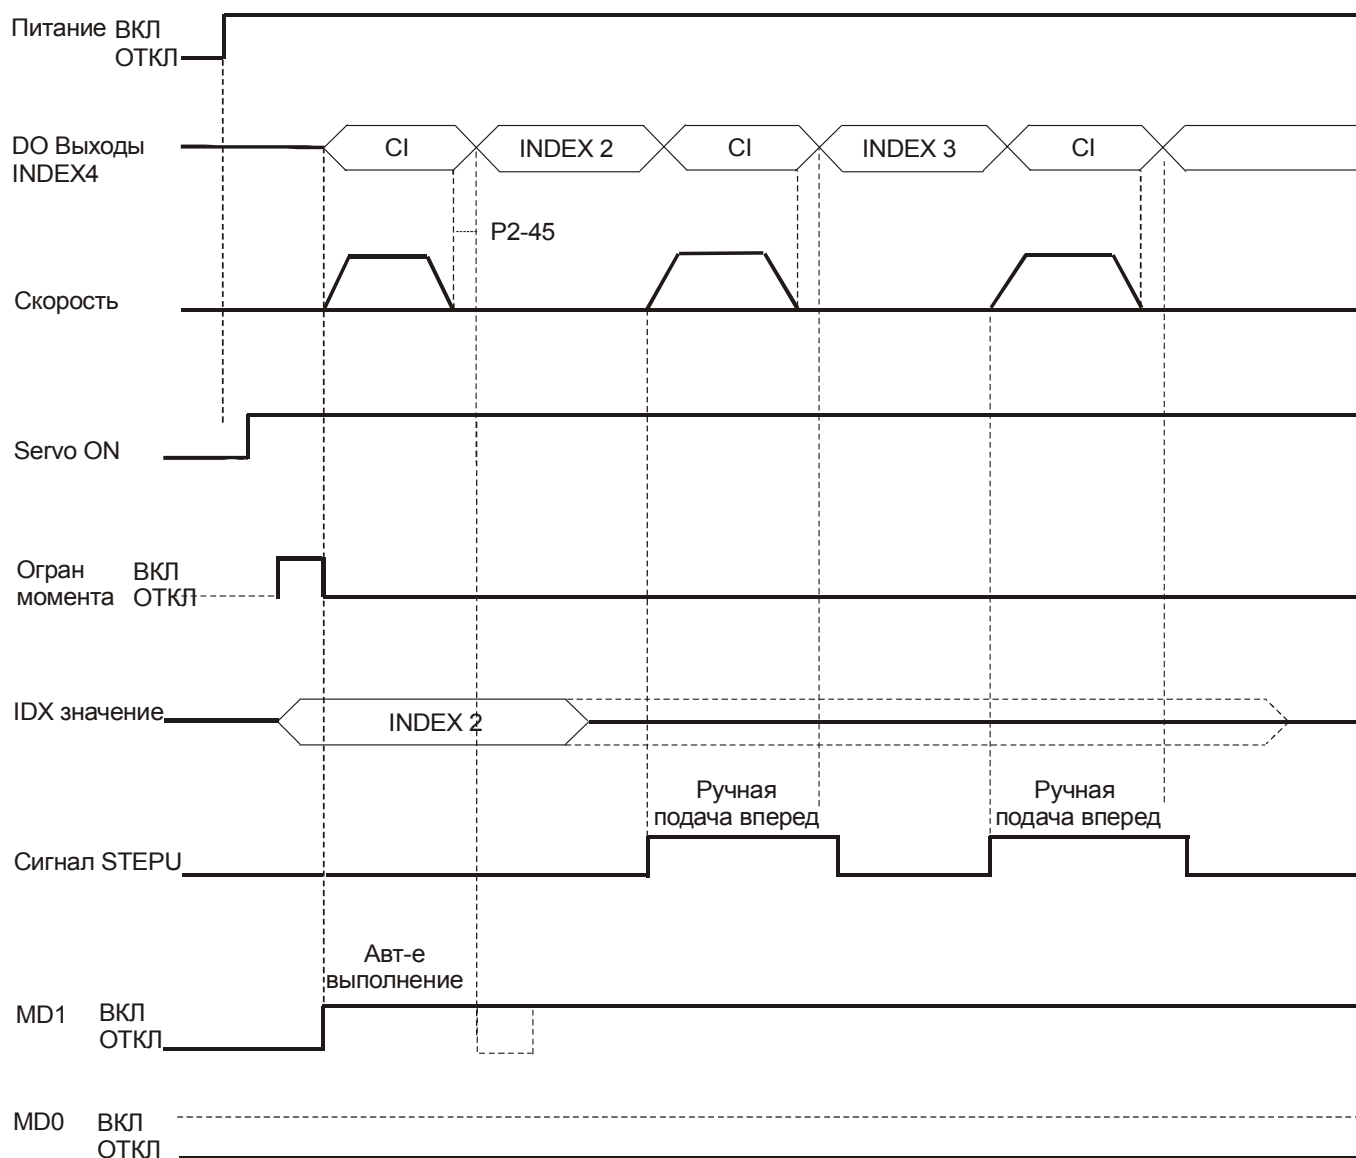 Питание ВКЛ
ОТКЛ
DO Выходы
INDEX4
CI
INDEX 2
CI
INDEX 3
CI
P2-45
Скорость
Servo ON
Огран ВКЛ
момента ОТКЛ
IDX значение
INDEX 2
Ручная
подача вперед
Ручная
подача вперед
Сигнал STEPU
Авт-е
выполнение
MD1 ВКЛ
ОТКЛ
MD0 ВКЛ
ОТКЛ